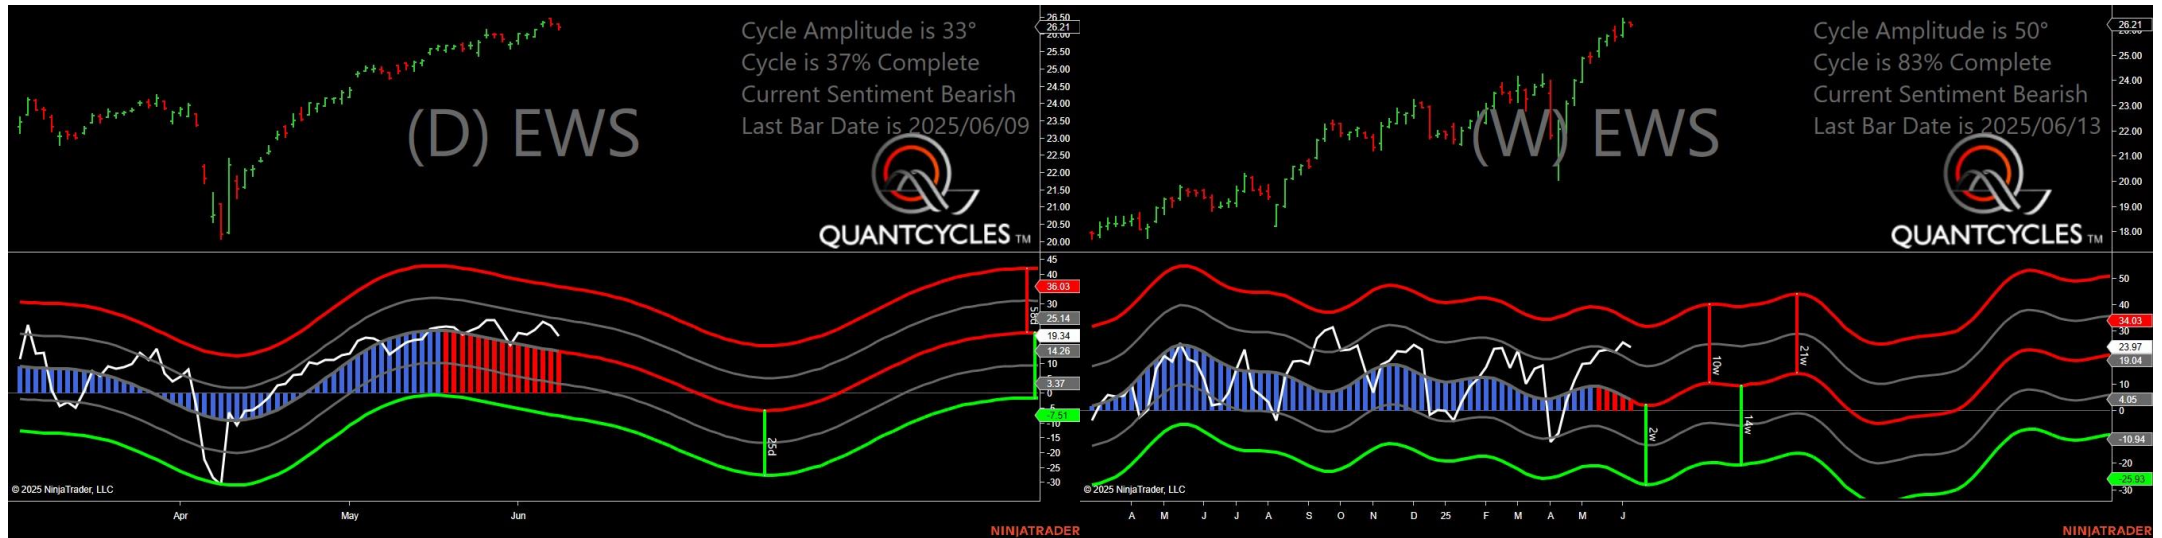 Cycle Amplitude is 33°
Cycle is 37% Complete
Current Sentiment Bearish
Last Bar Date is 2025/06/09
(D) EWS
QUANTCYCLES TM
26.50
26.21
26.00
25.50
25.00
24.50
24.00
23.50
23.00
22.50
22.00
21.50
21.00
20.50
20.00
45
40
36.03
30
25.14
19.34
14.26
10
3.37
0
-5
-7.51
-10
-15
-20
-25
-30
58d
25d
© 2025 NinjaTrader, LLC
Apr May Jun
NINJATRADER
Cycle Amplitude is 50°
Cycle is 83% Complete
Current Sentiment Bearish
Last Bar Date is 2025/06/13
(W) EWS
QUANTCYCLES TM
26.21
26.00
25.00
24.00
23.00
22.00
21.00
20.00
19.00
18.00
50
40
34.03
30
23.97
19.04
10
4.05
0
-10.94
-20
-25.93
-30
10w
21w
2w
14w
© 2025 NinjaTrader, LLC
A M J J A S O N D 25 F M A M J
NINJATRADER